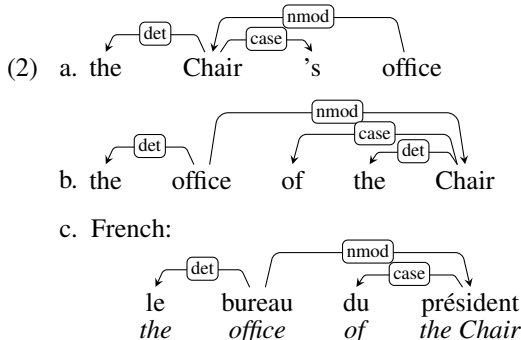 nmod
det
case
(2) a. the Chair 's office
nmod
case
det
det
b. the office of the Chair
c. French:
nmod
det
case
le bureau du président
the office of the Chair